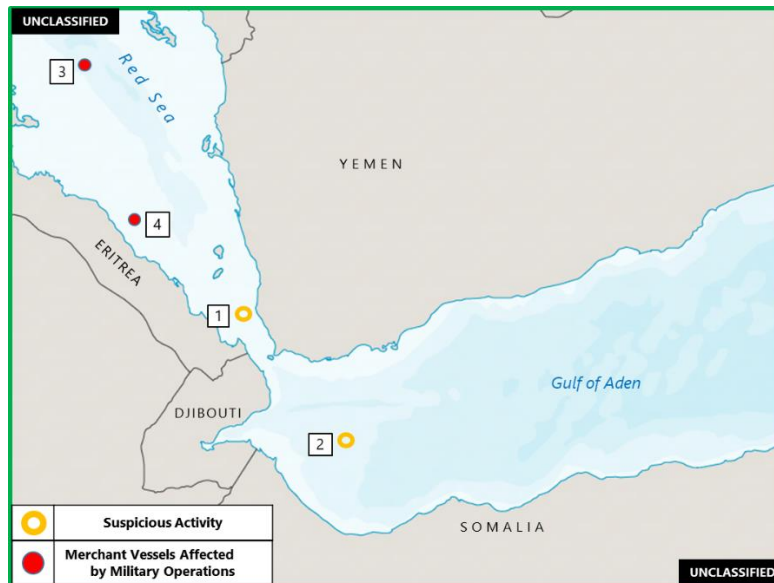 UNCLASSIFIED
3
Red Sea
YEMEN
4
ERITREA
1
Gulf of Aden
DJIBOUTI
2
Suspicious Activity
SOMALIA
Merchant Vessels Affected
by Military Operations
UNCLASSIFIED